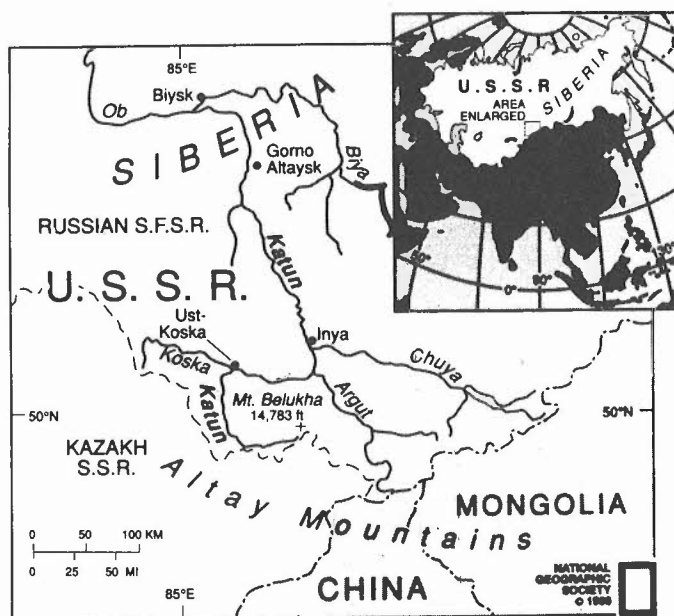 85°E
Ob
Biysk
SIBERIA
Gorno
Altaysk
Biya
RUSSIAN S.F.S.R.
Katun
U. S. S. R.
Ust-
Koska
Inya
Koska
Chuya
Katun
Mt. Belukha
14,783 ft
Argut
50°N
50°N
KAZAKH
S.S.R.
Altay Mountains
MONGOLIA
CHINA
0 50 100 KM
0 25 50 MI
85°E
NATIONAL
GEOGRAPHIC
SOCIETY
U.S.S.R
AREA
ENLARGED
SIBERIA
0°